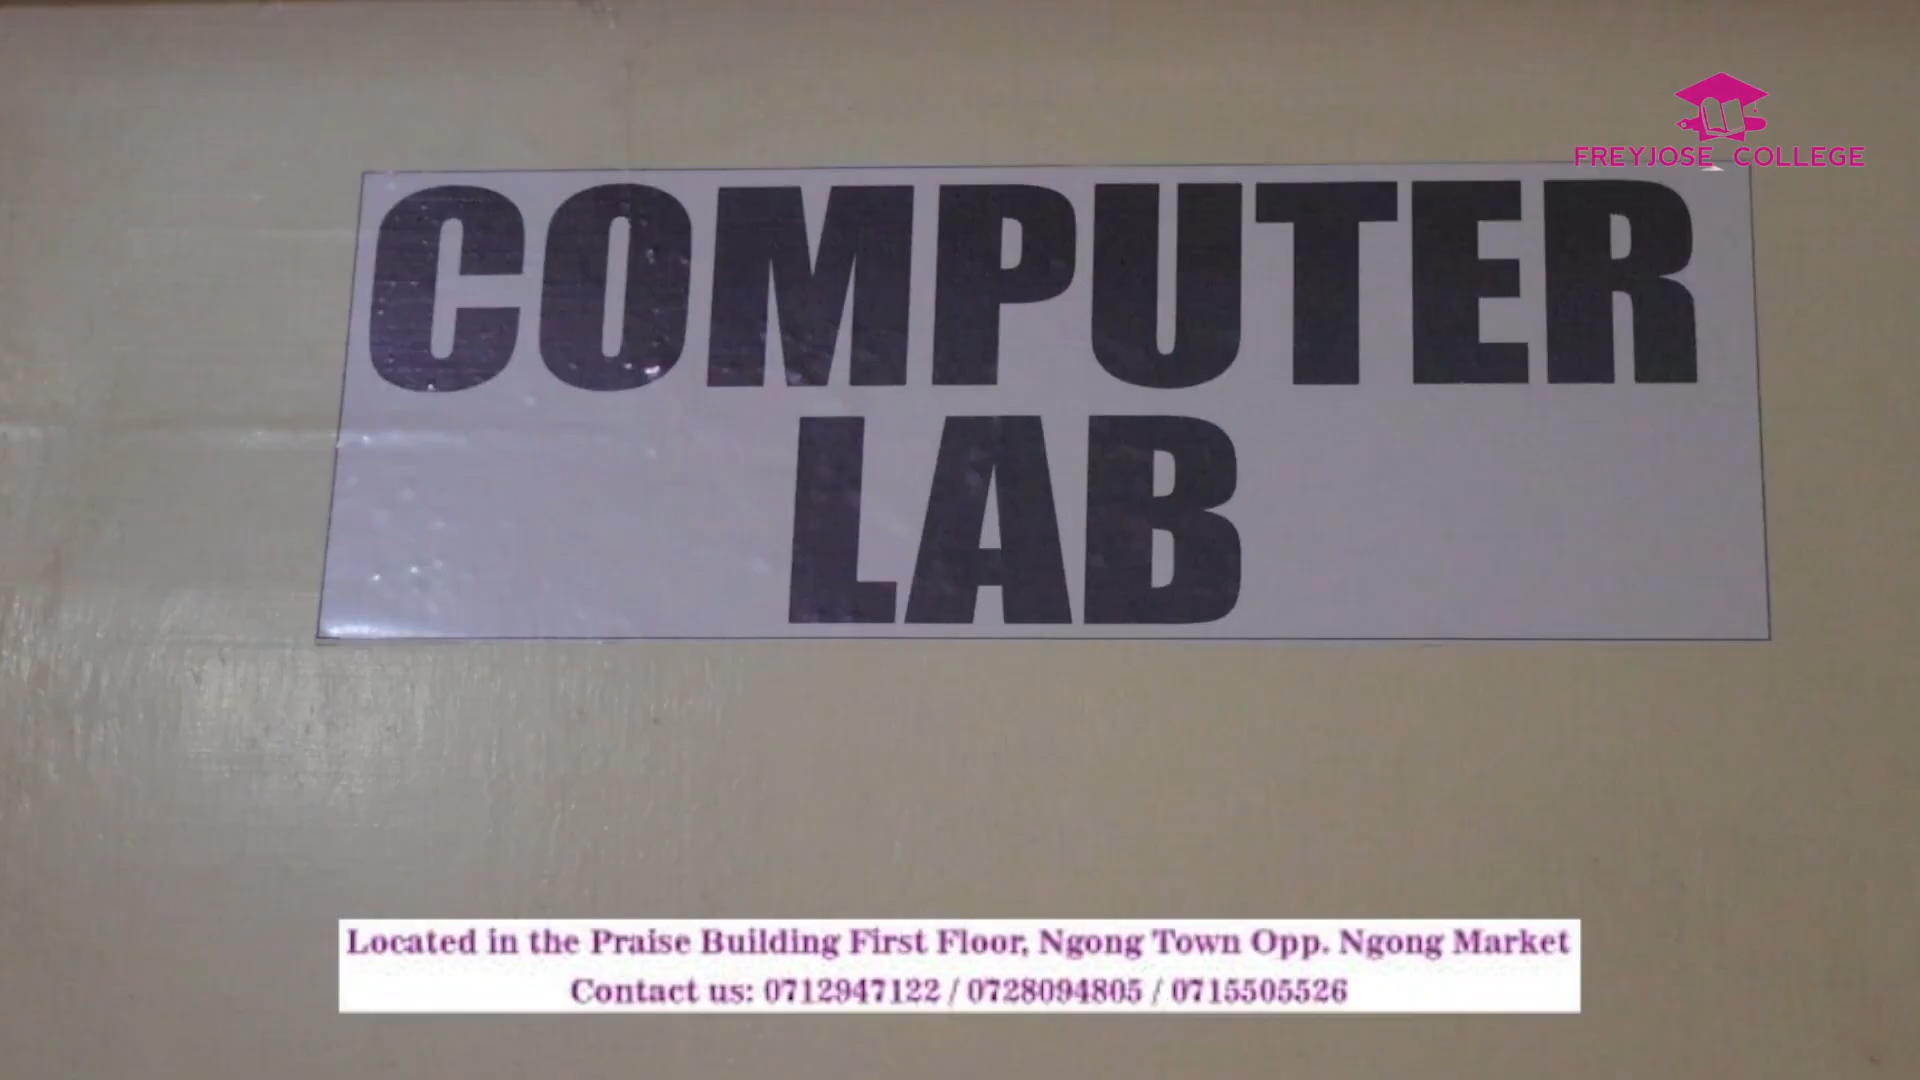 FREYJOSE COLLEGE
COMPUTER
LAB
Located in the Praise Building First Floor, Ngong Town Opp. Ngong Market
Contact us: 0712947122 / 0728094805 / 0715505526